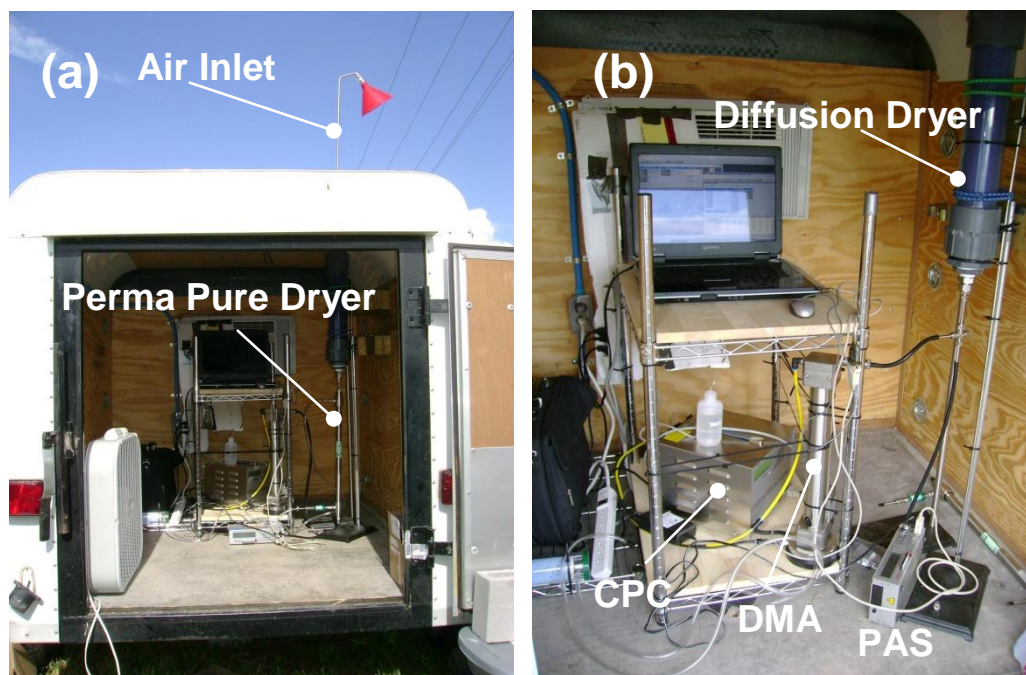 (a)
Air Inlet
Perma Pure Dryer
(b)
Diffusion Dryer
CPC
DMA
PAS